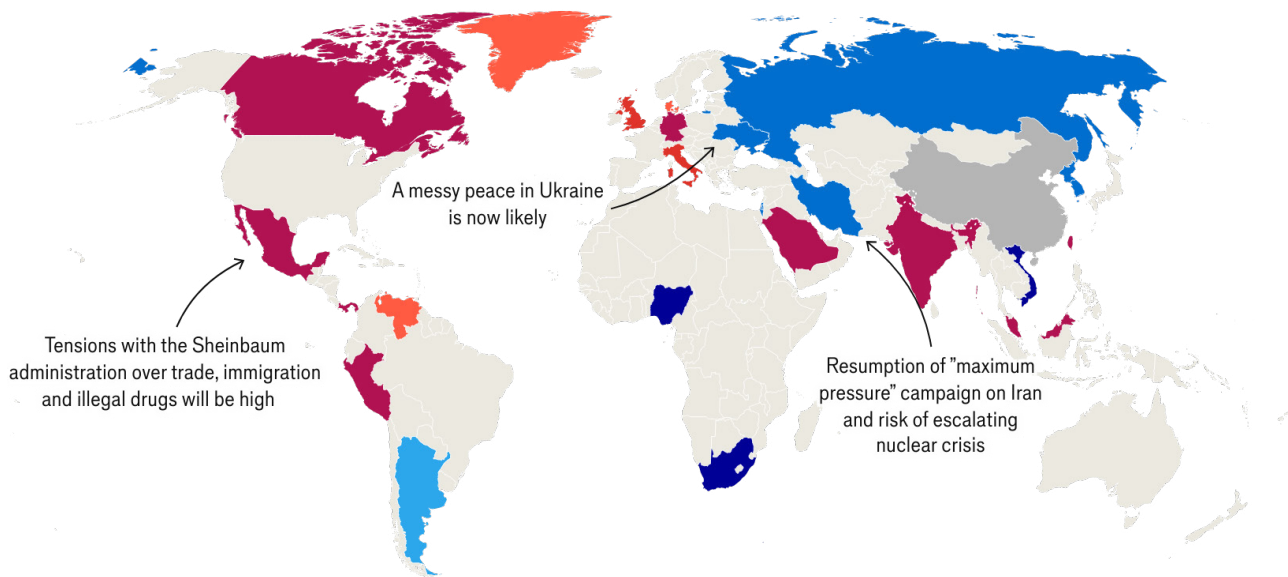 A messy peace in Ukraine
is now likely
Tensions with the Sheinbaum
administration over trade, immigration
and illegal drugs will be high
Resumption of ”maximum
pressure” campaign on Iran
and risk of escalating
nuclear crisis